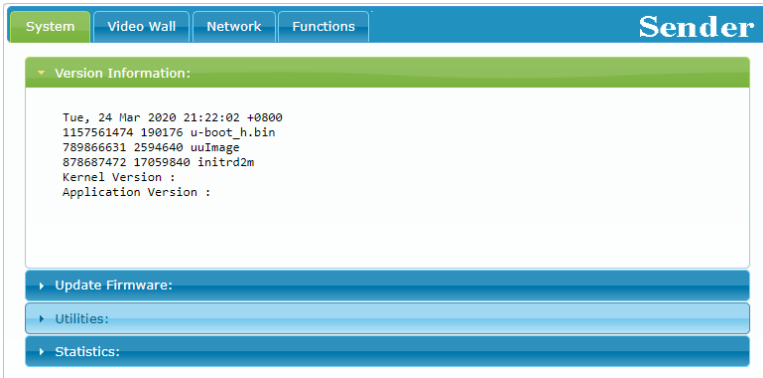 System Video Wall Network Functions Sender
Version Information:
Tue, 24 Mar 2020 21:22:02 +0800
1157561474 190176 u-boot_h.bin
789866631 2594640 uuImage
878687472 17059840 initrd2m
Kernel Version :
Application Version :
Update Firmware:
Utilities:
Statistics: